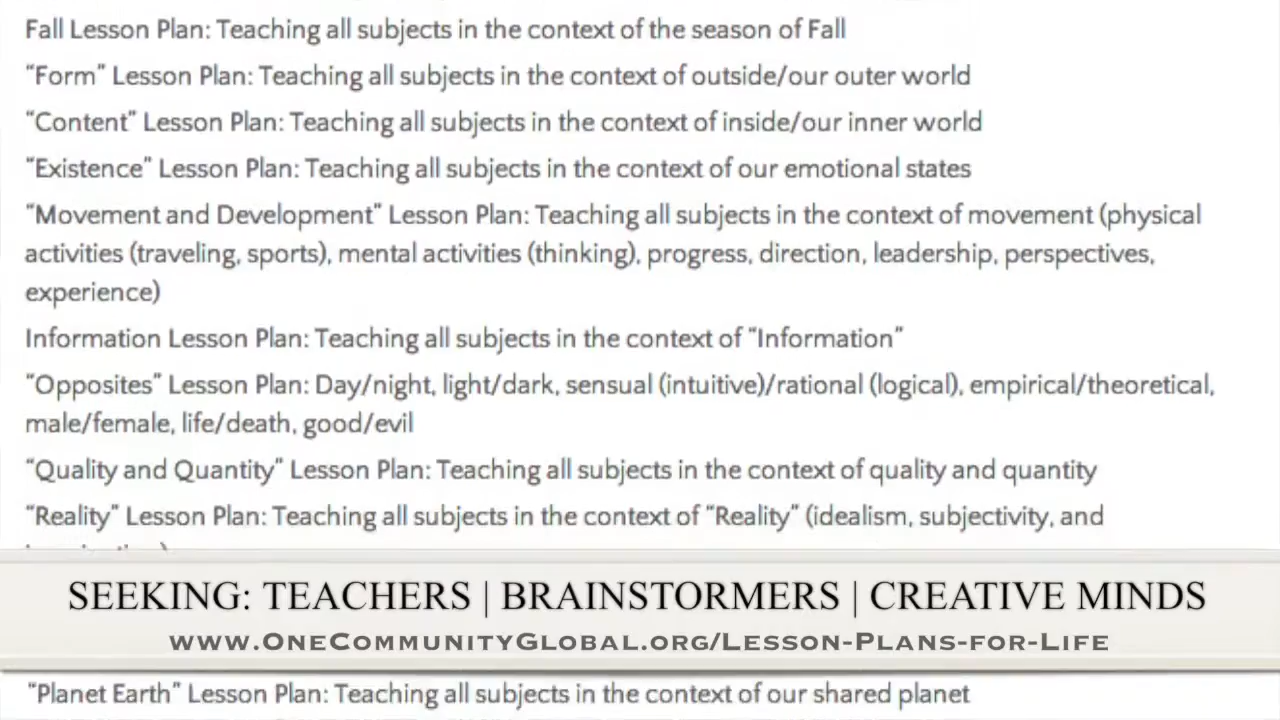 Fall Lesson Plan: Teaching all subjects in the context of the season of Fall
“Form” Lesson Plan: Teaching all subjects in the context of outside/our outer world
“Content” Lesson Plan: Teaching all subjects in the context of inside/our inner world
“Existence” Lesson Plan: Teaching all subjects in the context of our emotional states
“Movement and Development” Lesson Plan: Teaching all subjects in the context of movement (physical
activities (traveling, sports), mental activities (thinking), progress, direction, leadership, perspectives,
experience)
Information Lesson Plan: Teaching all subjects in the context of “Information”
“Opposites” Lesson Plan: Day/night, light/dark, sensual (intuitive)/rational (logical), empirical/theoretical,
male/female, life/death, good/evil
“Quality and Quantity” Lesson Plan: Teaching all subjects in the context of quality and quantity
“Reality” Lesson Plan: Teaching all subjects in the context of “Reality” (idealism, subjectivity, and
SEEKING: TEACHERS | BRAINSTORMERS | CREATIVE MINDS
www.OneCommunityGlobal.org/Lesson-Plans-for-Life
“Planet Earth” Lesson Plan: Teaching all subjects in the context of our shared planet